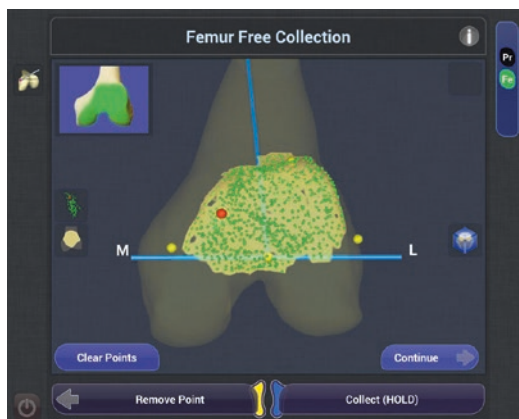 Femur Free Collection
i
Pr
Fe
M
L
Clear Points
Continue
Remove Point
Collect (HOLD)